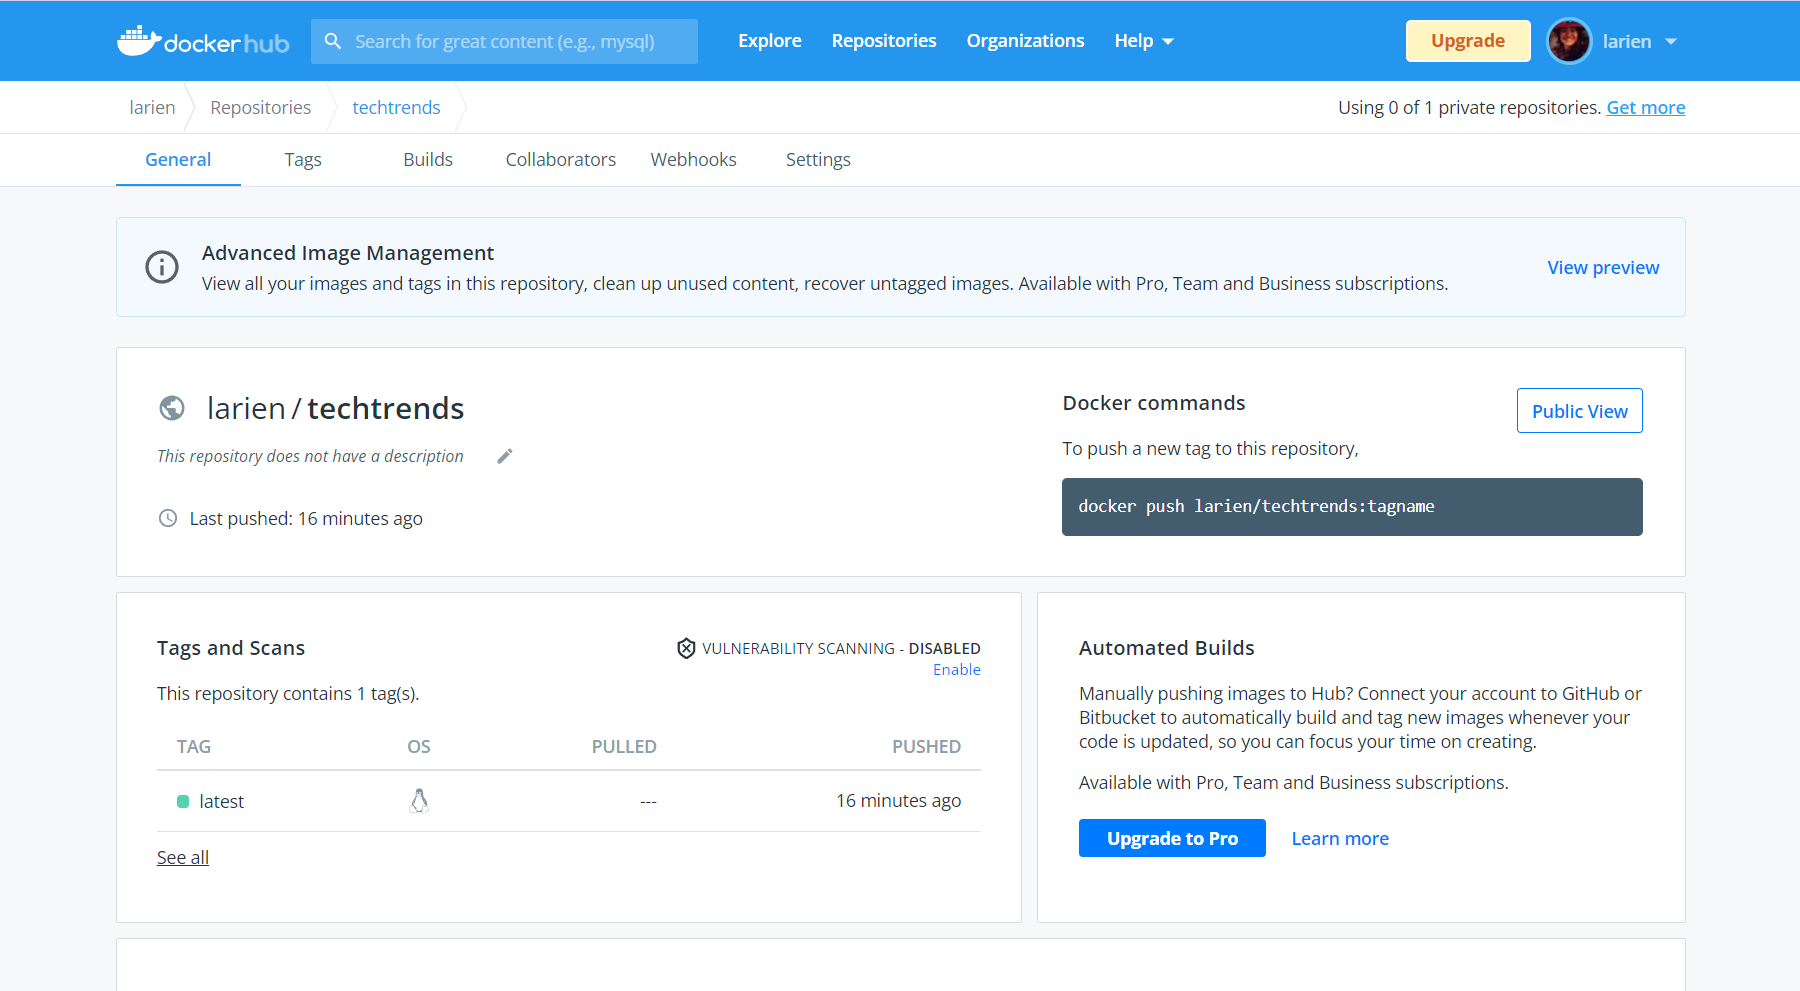 docker hub
Search for great content (e.g., mysql)
Explore
Repositories
Organizations
Help
Upgrade
larien
larien
Repositories
techtrends
Using 0 of 1 private repositories. Get more
General
Tags
Builds
Collaborators
Webhooks
Settings
Advanced Image Management
View all your images and tags in this repository, clean up unused content, recover untagged images. Available with Pro, Team and Business subscriptions.
View preview
larien / techtrends
This repository does not have a description
Last pushed: 16 minutes ago
Docker commands
Public View
To push a new tag to this repository,
docker push larien/techtrends:tagname
Tags and Scans
VULNERABILITY SCANNING - DISABLED
Enable
This repository contains 1 tag(s).
TAG OS PULLED PUSHED
latest --- 16 minutes ago
See all
Automated Builds
Manually pushing images to Hub? Connect your account to GitHub or
Bitbucket to automatically build and tag new images whenever your
code is updated, so you can focus your time on creating.
Available with Pro, Team and Business subscriptions.
Upgrade to Pro
Learn more